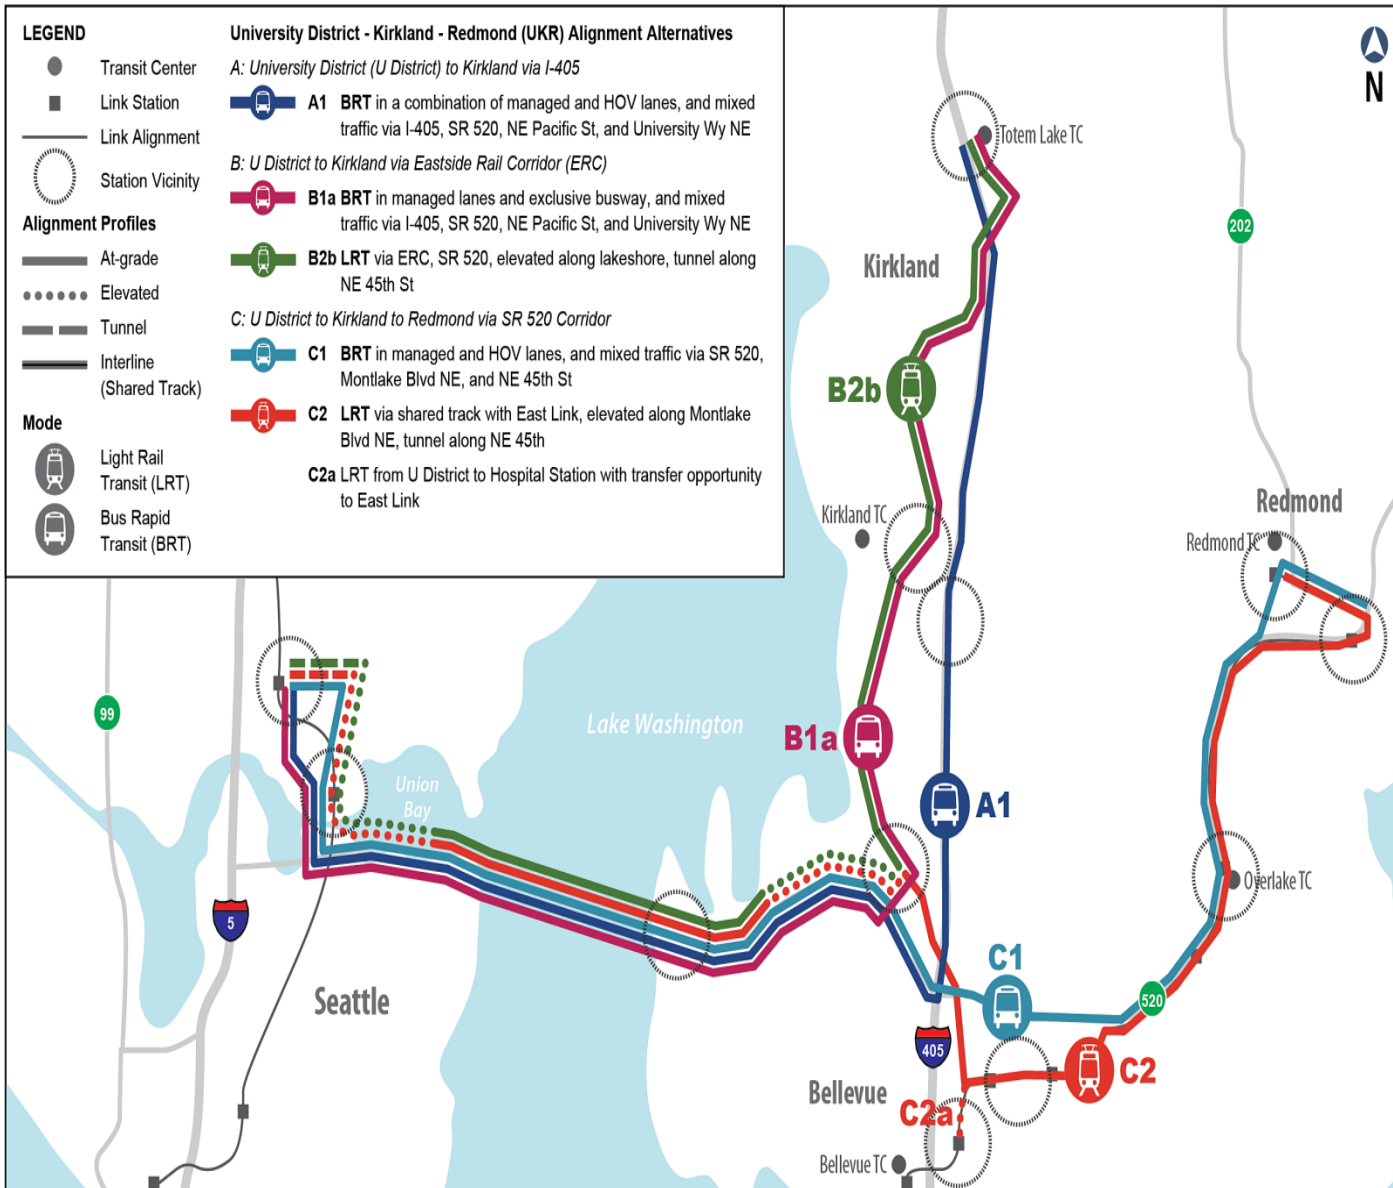 LEGEND
Transit Center
Link Station
Link Alignment
Station Vicinity
Alignment Profiles
At-grade
Elevated
Tunnel
Interline
(Shared Track)
Mode
Light Rail
Transit (LRT)
Bus Rapid
Transit (BRT)
University District - Kirkland - Redmond (UKR) Alignment Alternatives
A: University District (U District) to Kirkland via I-405
A1 BRT in a combination of managed and HOV lanes, and mixed
traffic via I-405, SR 520, NE Pacific St, and University Wy NE
B: U District to Kirkland via Eastside Rail Corridor (ERC)
B1a BRT in managed lanes and exclusive busway, and mixed
traffic via I-405, SR 520, NE Pacific St, and University Wy NE
B2b LRT via ERC, SR 520, elevated along lakeshore, tunnel along
NE 45th St
C: U District to Kirkland to Redmond via SR 520 Corridor
C1 BRT in managed and HOV lanes, and mixed traffic via SR 520,
Montlake Blvd NE, and NE 45th St
C2 LRT via shared track with East Link, elevated along Montlake
Blvd NE, tunnel along NE 45th
C2a LRT from U District to Hospital Station with transfer opportunity
to East Link
N
Totem Lake TC
202
Kirkland
B2b
Kirkland TC
Redmond
Redmond TC
99
Lake Washington
B1a
Union
Bay
A1
Overlake TC
5
C1
Seattle
520
405
C2
Bellevue
C2a
Bellevue TC